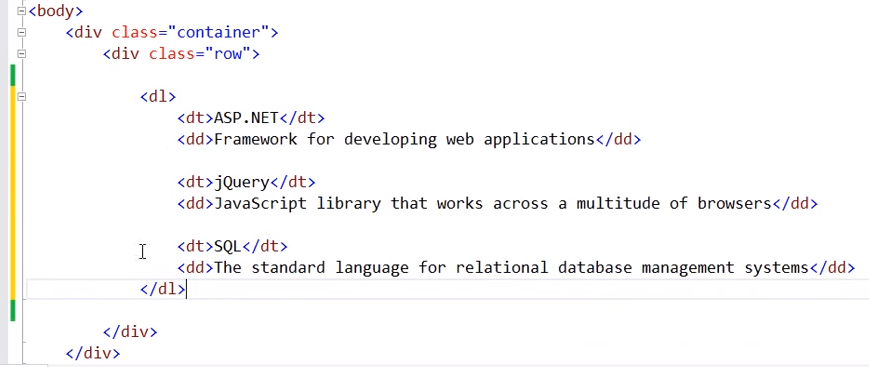 <body>
<div class="container">
<div class="row">
<dl>
<dt>ASP.NET</dt>
<dd>Framework for developing web applications</dd>
<dt>jQuery</dt>
<dd>JavaScript library that works across a multitude of browsers</dd>
<dt>SQL</dt>
<dd>The standard language for relational database management systems</dd>
</dl>
</div>
</div>